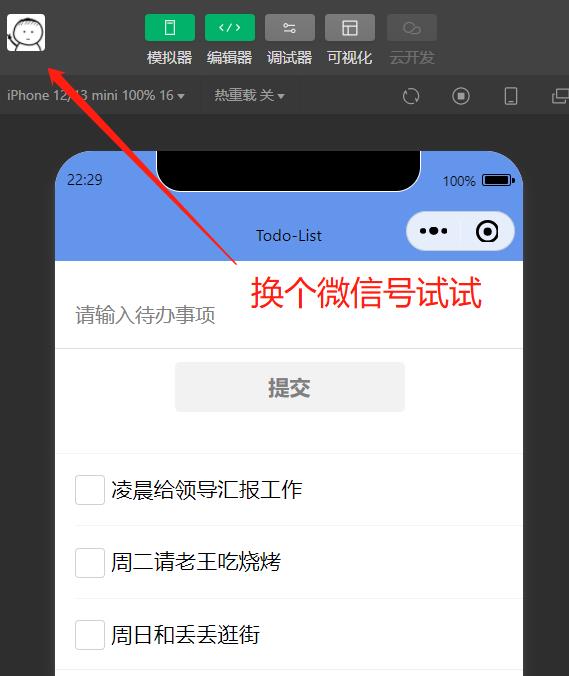 模拟器 编辑器 调试器 可视化 云开发
iPhone 12/13 mini 100% 16 热重载 关
22:29 100%
Todo-List
换个微信号试试
请输入待办事项
提交
凌晨给领导汇报工作
周二请老王吃烧烤
周日和丢丢逛街